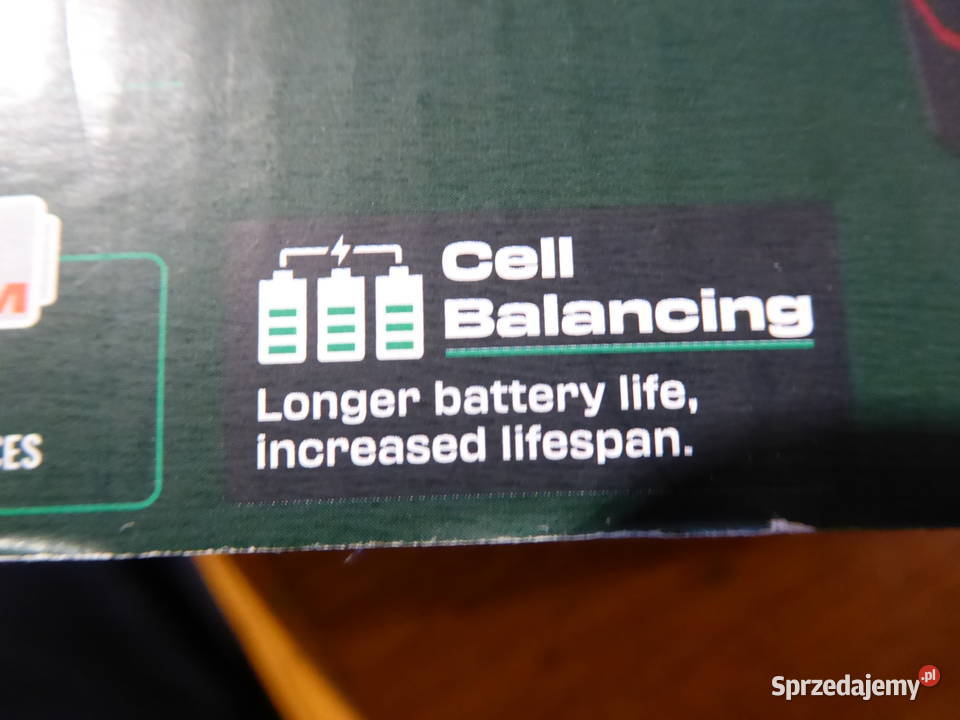 Cell
Balancing
Longer battery life,
increased lifespan.
M
CES
Sprzedajemy.pl